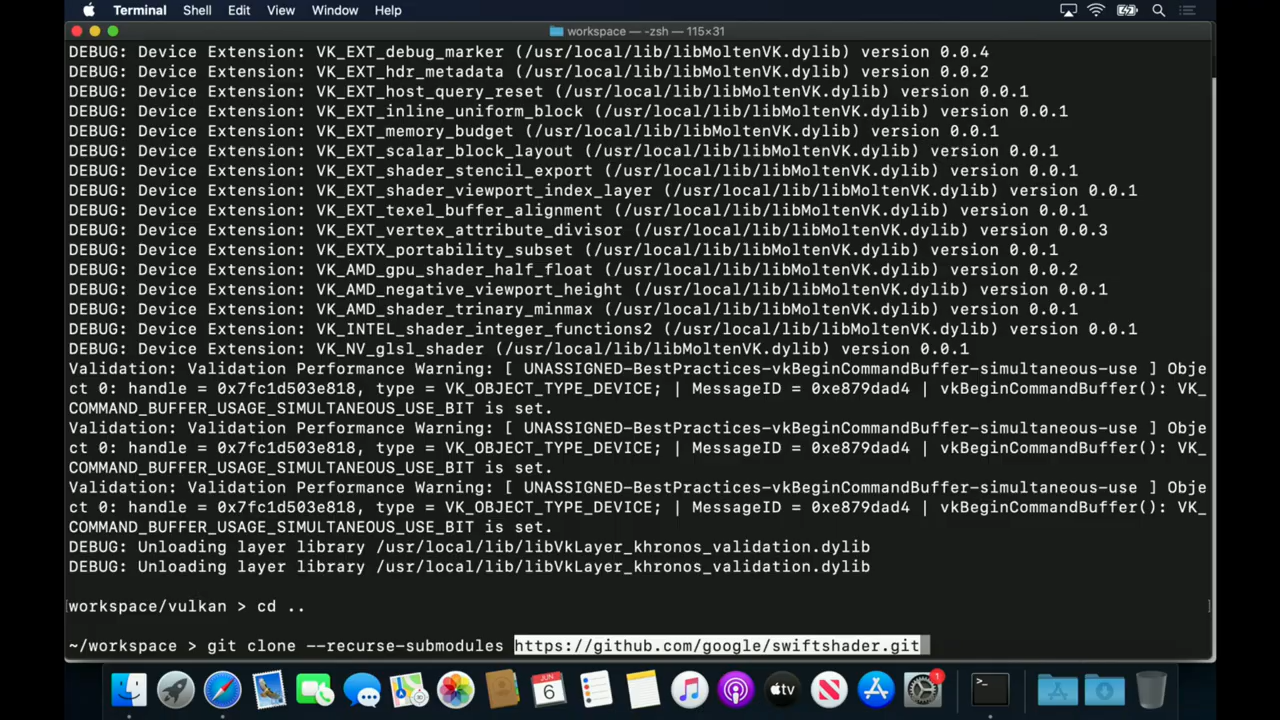 Terminal Shell Edit View Window Help
workspace — -zsh — 115×31
DEBUG: Device Extension: VK_EXT_debug_marker (/usr/local/lib/libMoltenVK.dylib) version 0.0.4
DEBUG: Device Extension: VK_EXT_hdr_metadata (/usr/local/lib/libMoltenVK.dylib) version 0.0.2
DEBUG: Device Extension: VK_EXT_host_query_reset (/usr/local/lib/libMoltenVK.dylib) version 0.0.1
DEBUG: Device Extension: VK_EXT_inline_uniform_block (/usr/local/lib/libMoltenVK.dylib) version 0.0.1
DEBUG: Device Extension: VK_EXT_memory_budget (/usr/local/lib/libMoltenVK.dylib) version 0.0.1
DEBUG: Device Extension: VK_EXT_scalar_block_layout (/usr/local/lib/libMoltenVK.dylib) version 0.0.1
DEBUG: Device Extension: VK_EXT_shader_stencil_export (/usr/local/lib/libMoltenVK.dylib) version 0.0.1
DEBUG: Device Extension: VK_EXT_shader_viewport_index_layer (/usr/local/lib/libMoltenVK.dylib) version 0.0.1
DEBUG: Device Extension: VK_EXT_texel_buffer_alignment (/usr/local/lib/libMoltenVK.dylib) version 0.0.1
DEBUG: Device Extension: VK_EXT_vertex_attribute_divisor (/usr/local/lib/libMoltenVK.dylib) version 0.0.3
DEBUG: Device Extension: VK_EXTX_portability_subset (/usr/local/lib/libMoltenVK.dylib) version 0.0.1
DEBUG: Device Extension: VK_AMD_gpu_shader_half_float (/usr/local/lib/libMoltenVK.dylib) version 0.0.2
DEBUG: Device Extension: VK_AMD_negative_viewport_height (/usr/local/lib/libMoltenVK.dylib) version 0.0.1
DEBUG: Device Extension: VK_AMD_shader_trinary_minmax (/usr/local/lib/libMoltenVK.dylib) version 0.0.1
DEBUG: Device Extension: VK_INTEL_shader_integer_functions2 (/usr/local/lib/libMoltenVK.dylib) version 0.0.1
DEBUG: Device Extension: VK_NV_glsl_shader (/usr/local/lib/libMoltenVK.dylib) version 0.0.1
Validation: Validation Performance Warning: [ UNASSIGNED-BestPractices-vkBeginCommandBuffer-simultaneous-use ] Obje
ct 0: handle = 0x7fc1d503e818, type = VK_OBJECT_TYPE_DEVICE; | MessageID = 0xe879dad4 | vkBeginCommandBuffer(): VK_
COMMAND_BUFFER_USAGE_SIMULTANEOUS_USE_BIT is set.
Validation: Validation Performance Warning: [ UNASSIGNED-BestPractices-vkBeginCommandBuffer-simultaneous-use ] Obje
ct 0: handle = 0x7fc1d503e818, type = VK_OBJECT_TYPE_DEVICE; | MessageID = 0xe879dad4 | vkBeginCommandBuffer(): VK_
COMMAND_BUFFER_USAGE_SIMULTANEOUS_USE_BIT is set.
Validation: Validation Performance Warning: [ UNASSIGNED-BestPractices-vkBeginCommandBuffer-simultaneous-use ] Obje
ct 0: handle = 0x7fc1d503e818, type = VK_OBJECT_TYPE_DEVICE; | MessageID = 0xe879dad4 | vkBeginCommandBuffer(): VK_
COMMAND_BUFFER_USAGE_SIMULTANEOUS_USE_BIT is set.
DEBUG: Unloading layer library /usr/local/lib/libVkLayer_khronos_validation.dylib
DEBUG: Unloading layer library /usr/local/lib/libVkLayer_khronos_validation.dylib
[workspace/vulkan > cd .. ]
~/workspace > git clone --recurse-submodules https://github.com/google/swiftshader.git
JUN
6
tv
1
>_